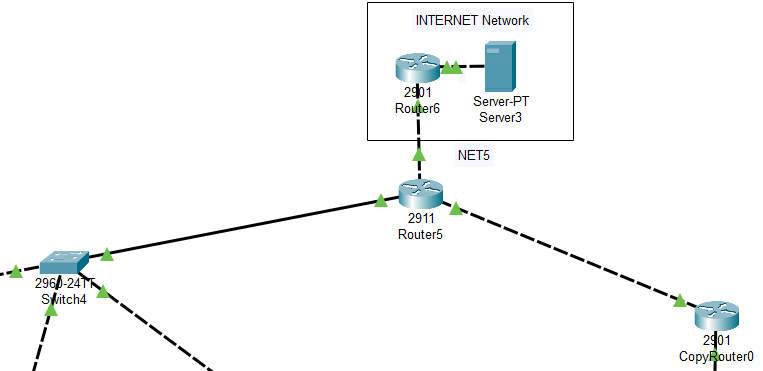 INTERNET Network
2901
Router6
Server-PT
Server3
NET5
2911
Router5
2960-24TT
Switch4
2901
CopyRouter0